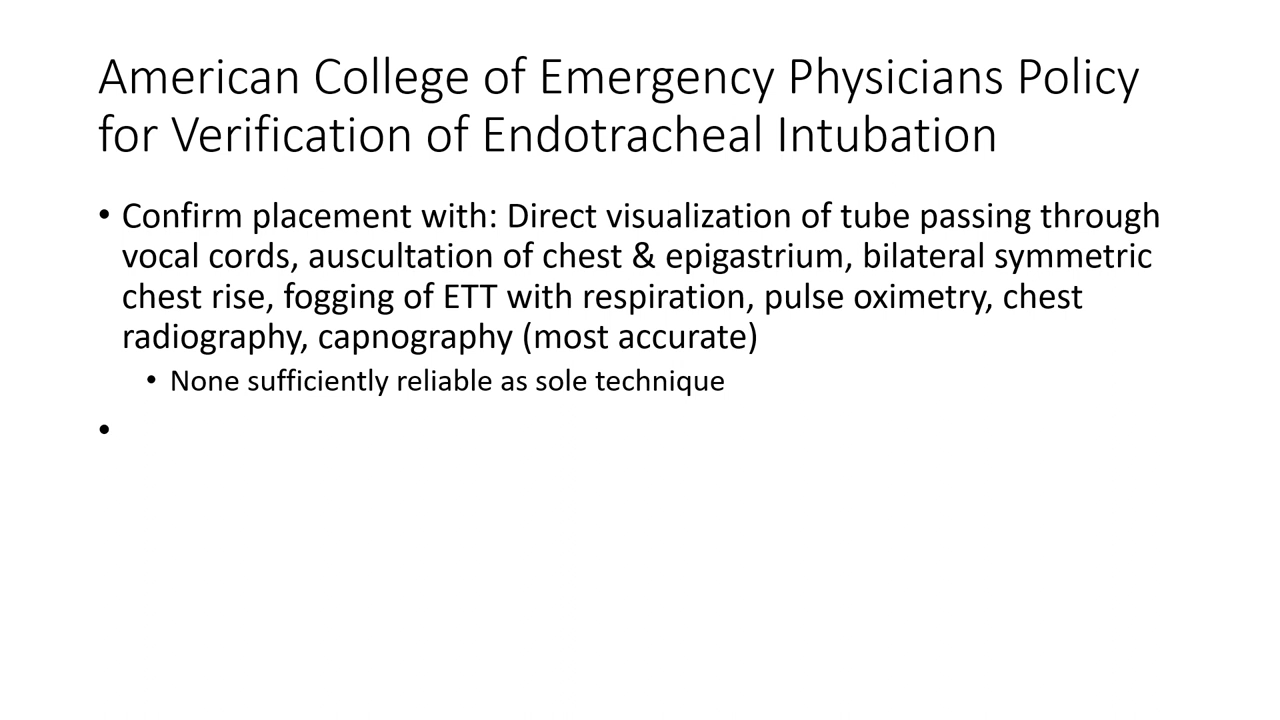 American College of Emergency Physicians Policy
for Verification of Endotracheal Intubation
• Confirm placement with: Direct visualization of tube passing through
vocal cords, auscultation of chest & epigastrium, bilateral symmetric
chest rise, fogging of ETT with respiration, pulse oximetry, chest
radiography, capnography (most accurate)
• None sufficiently reliable as sole technique
•